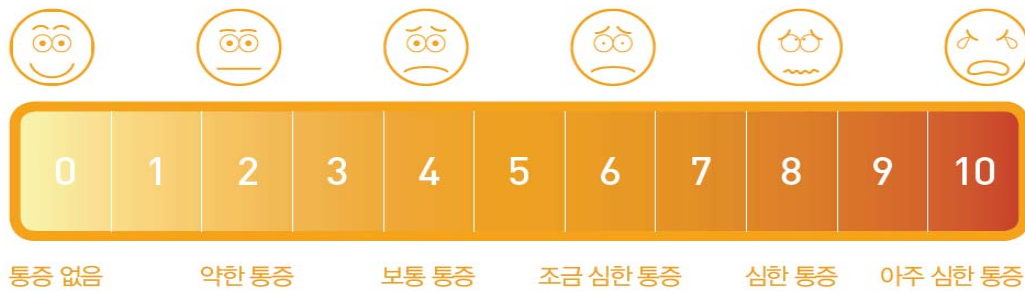 0 1 2 3 4 5 6 7 8 9 10
통증 없음 약한 통증 보통 통증 조금 심한 통증 심한 통증 아주 심한 통증